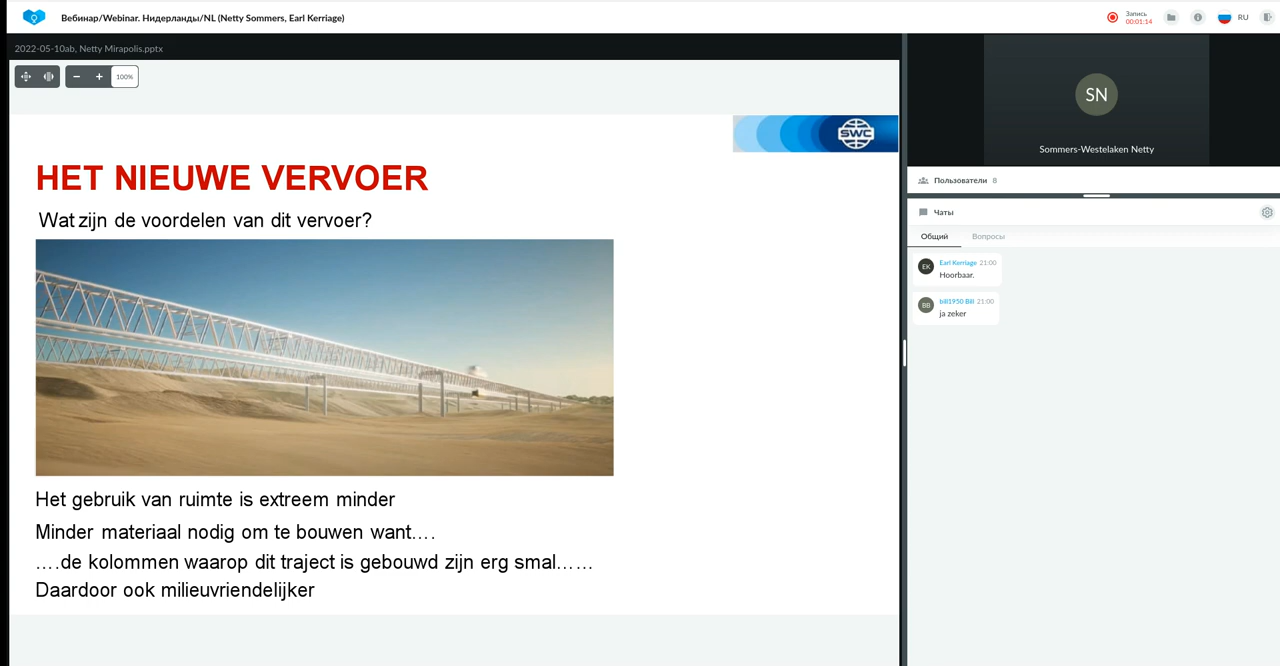 Вебинар/Webinar. Нидерланды/NL (Netty Sommers, Earl Kerriage)
Запись
00:01:14
RU
2022-05-10ab, Netty Mirapolis.pptx
100%
SWC
HET NIEUWE VERVOER
Wat zijn de voordelen van dit vervoer?
Het gebruik van ruimte is extreem minder
Minder materiaal nodig om te bouwen want....
....de kolommen waarop dit traject is gebouwd zijn erg smal......
Daardoor ook milieuvriendelijker
SN
Sommers-Westelaken Netty
Пользователи 8
Чаты
Общий Вопросы
EK Earl Kerriage 21:00
Hoorbaar.
BB bill1950 Bill 21:00
ja zeker